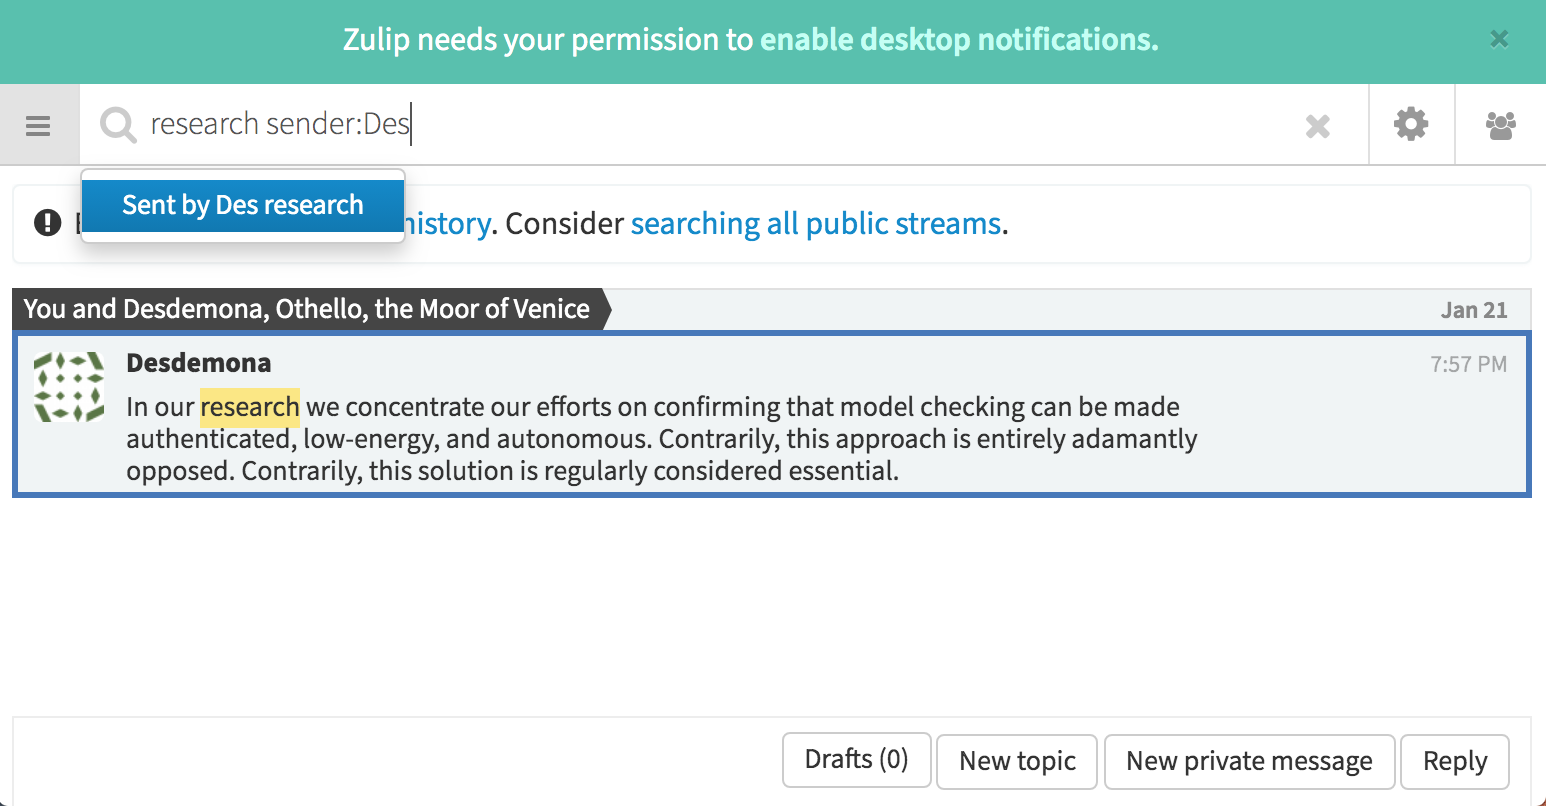 Zulip needs your permission to enable desktop notifications.
research sender:Des
Sent by Des research
history. Consider searching all public streams.
You and Desdemona, Othello, the Moor of Venice
Jan 21
Desdemona
7:57 PM
In our research we concentrate our efforts on confirming that model checking can be made
authenticated, low-energy, and autonomous. Contrarily, this approach is entirely adamantly
opposed. Contrarily, this solution is regularly considered essential.
Drafts (0)
New topic
New private message
Reply